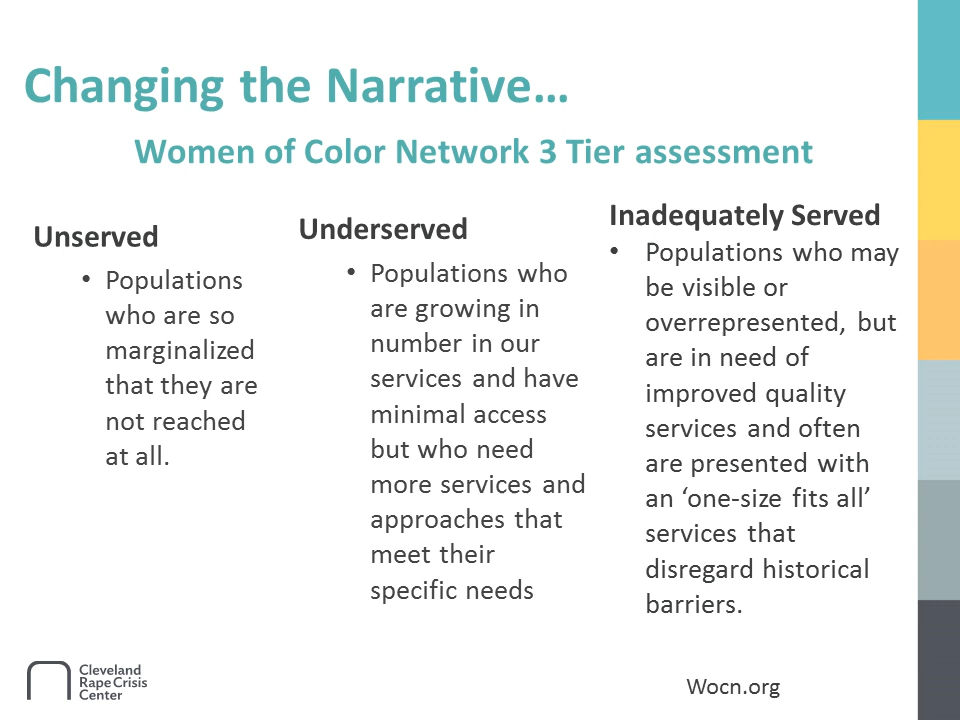 Changing the Narrative…
Women of Color Network 3 Tier assessment
Unserved
• Populations
who are so
marginalized
that they are
not reached
at all.
Underserved
• Populations who
are growing in
number in our
services and have
minimal access
but who need
more services and
approaches that
meet their
specific needs
Inadequately Served
• Populations who may
be visible or
overrepresented, but
are in need of
improved quality
services and often
are presented with
an ‘one-size fits all’
services that
disregard historical
barriers.
Cleveland
Rape Crisis
Center
Wocn.org